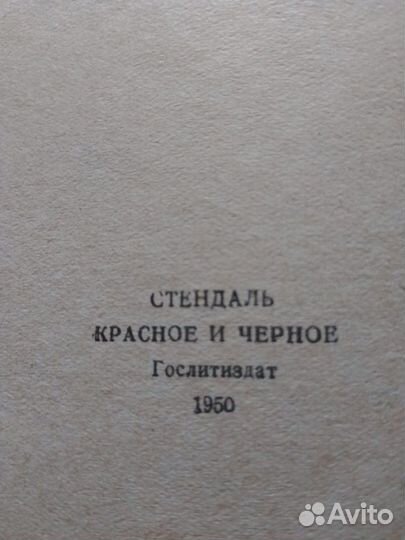 СТЕНДАЛЬ
КРАСНОЕ И ЧЕРНОЕ
Гослитиздат
1950
Avito